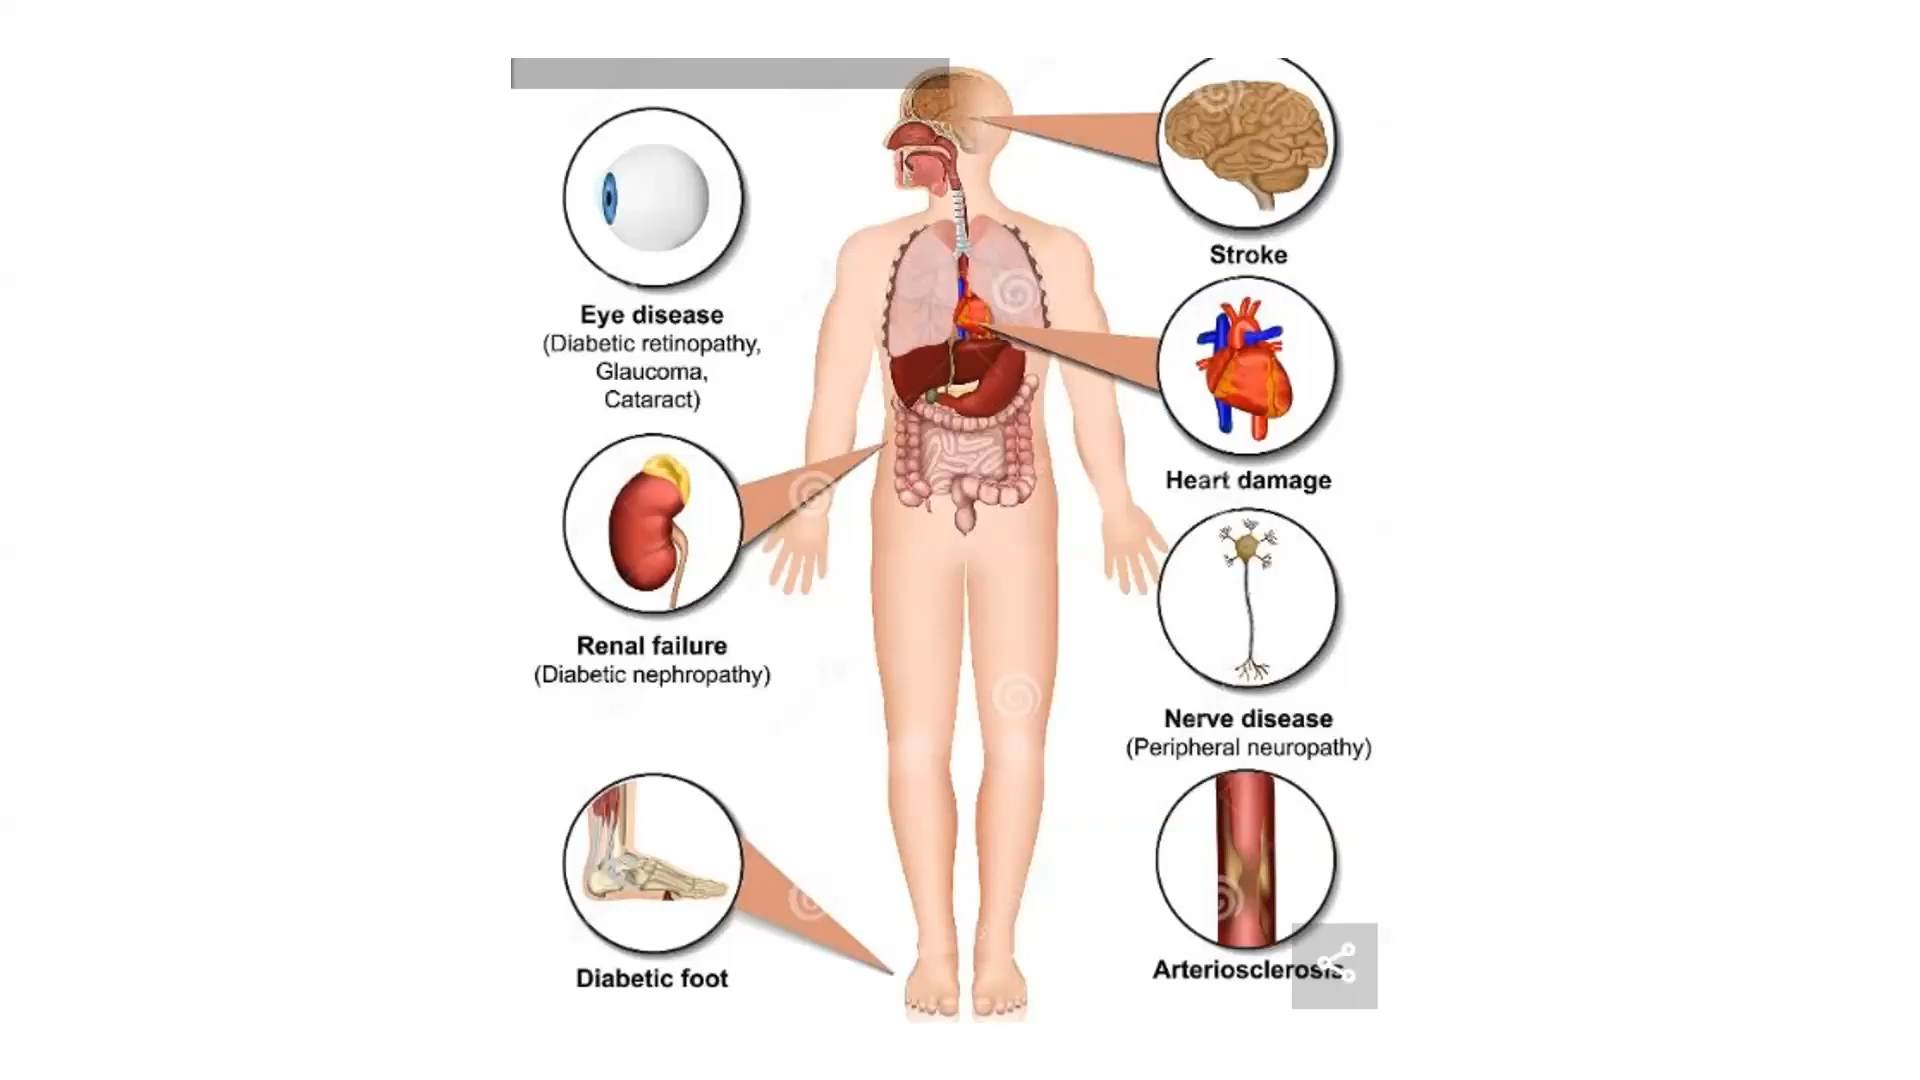 Stroke
Eye disease
(Diabetic retinopathy,
Glaucoma,
Cataract)
Heart damage
Renal failure
(Diabetic nephropathy)
Nerve disease
(Peripheral neuropathy)
Diabetic foot
Arteriosclerosis